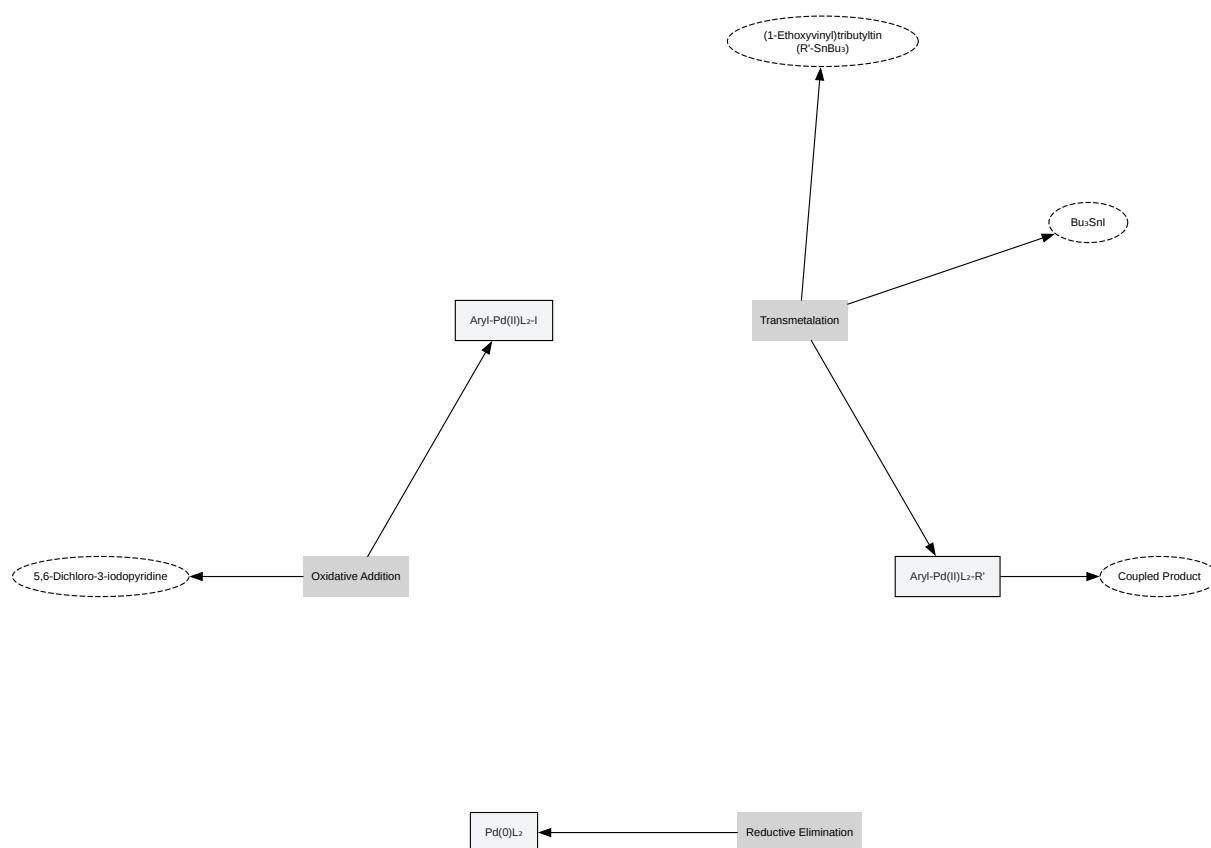 (1-Ethoxyvinyl)tributyltin
(R'-SnBu₃)
Bu₃SnI
Aryl-Pd(II)L₂-I
Transmetalation
5,6-Dichloro-3-iodopyridine
Oxidative Addition
Aryl-Pd(II)L₂-R'
Coupled Product
Pd(0)L₂
Reductive Elimination